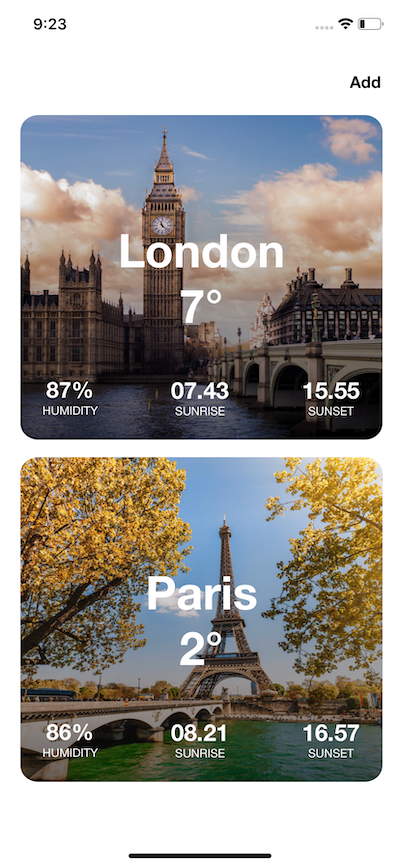 9:23
Add
London
7°
87% 07.43 15.55
HUMIDITY SUNRISE SUNSET
Paris
2°
86% 08.21 16.57
HUMIDITY SUNRISE SUNSET